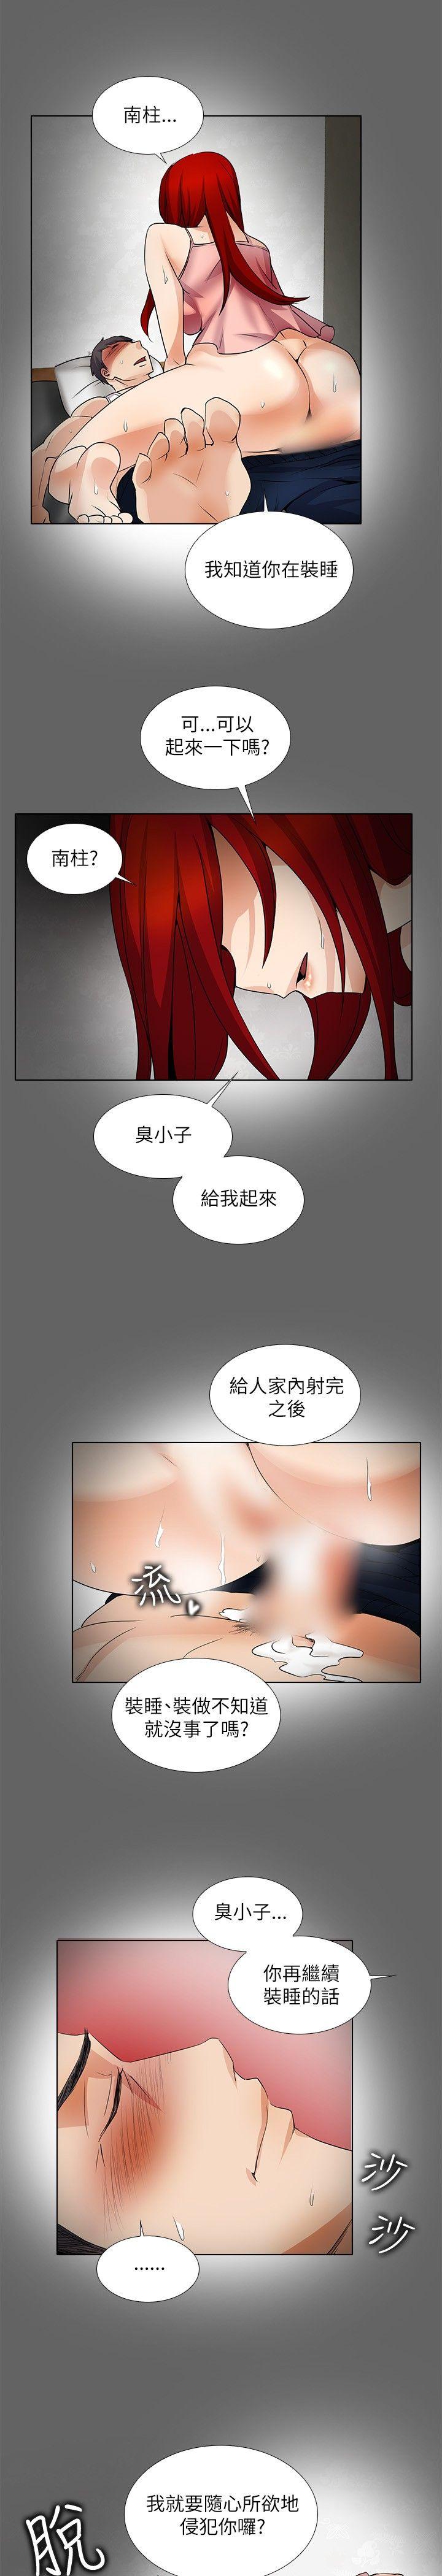 南柱...
我知道你在裝睡
可...可以
起來一下嗎?
南柱?
臭小子
給我起來
給人家內射完
之後
流
裝睡、裝做不知道
就沒事了嗎?
臭小子...
你再繼續
裝睡的話
沙
沙
......
我就要隨心所欲地
侵犯你囉?
脫